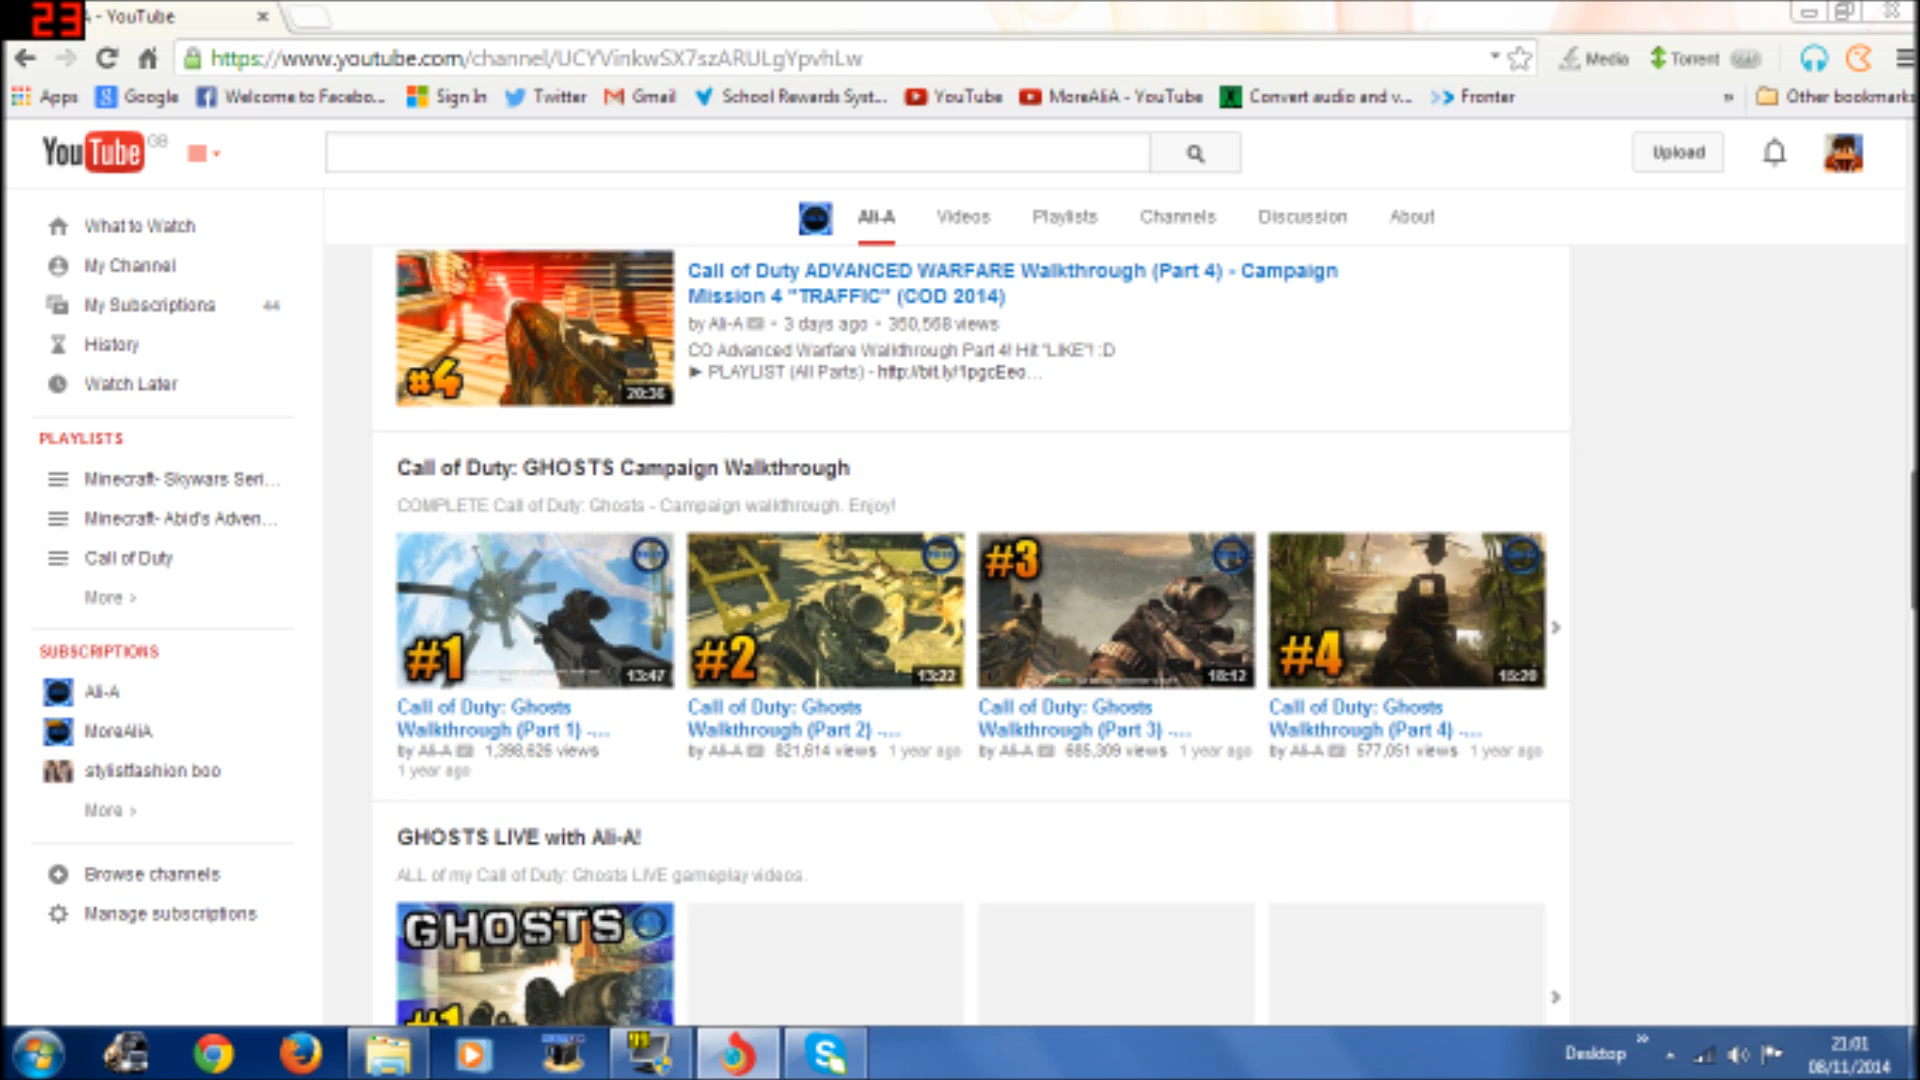 23
A - YouTube
https://www.youtube.com/channel/UCYVinkwSX7szARULgYpvhLw
Media
Torrent
Apps
Google
Welcome to Facebo...
Sign In
Twitter
Gmail
School Rewards Syst...
YouTube
MoreAliA - YouTube
Convert audio and v...
Fronter
»
Other bookmarks
YouTube GB
Upload
What to Watch
My Channel
My Subscriptions 44
History
Watch Later
PLAYLISTS
Minecraft- Skywars Seri...
Minecraft- Abid's Adven...
Call of Duty
More ›
SUBSCRIPTIONS
Ali-A
MoreAliA
stylistfashion boo
More ›
Browse channels
Manage subscriptions
Ali-A Videos Playlists Channels Discussion About
#4
20:36
Call of Duty ADVANCED WARFARE Walkthrough (Part 4) - Campaign
Mission 4 "TRAFFIC" (COD 2014)
by Ali-A • 3 days ago • 350,568 views
CO Advanced Warfare Walkthrough Part 4! Hit "LIKE"! :D
► PLAYLIST (All Parts) - http://bit.ly/1pgcEeo...
Call of Duty: GHOSTS Campaign Walkthrough
COMPLETE Call of Duty: Ghosts - Campaign walkthrough. Enjoy!
#1
13:47
Call of Duty: Ghosts
Walkthrough (Part 1) -...
by Ali-A 1,398,626 views
1 year ago
#2
13:22
Call of Duty: Ghosts
Walkthrough (Part 2) -...
by Ali-A 821,614 views 1 year ago
#3
18:12
Call of Duty: Ghosts
Walkthrough (Part 3) -...
by Ali-A 685,309 views 1 year ago
#4
15:20
Call of Duty: Ghosts
Walkthrough (Part 4) -...
by Ali-A 577,051 views 1 year ago
GHOSTS LIVE with Ali-A!
ALL of my Call of Duty: Ghosts LIVE gameplay videos.
GHOSTS
#1
Desktop
»
21:01
08/11/2014